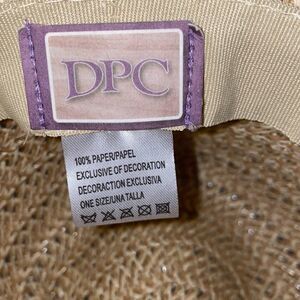 DPC
100% PAPER/PAPEL
EXCLUSIVE OF DECORATION
DECORACTION EXCLUSIVA
ONE SIZE/UNA TALLA